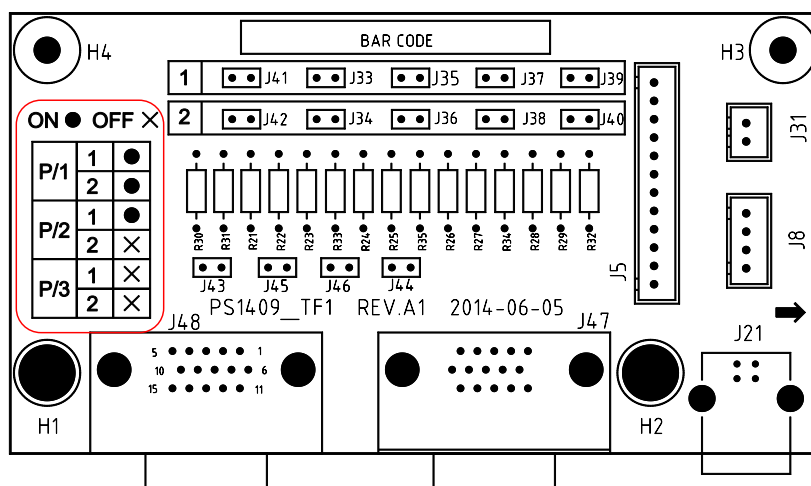 BAR CODE
H4
H3
1 J41 J33 J35 J37 J39
2 J42 J34 J36 J38 J40
J31
ON ● OFF ×
P/1 1 ●
2 ●
P/2 1 ●
2 ×
P/3 1 ×
2 ×
R30 R31 R21 R22 R23 R33 R24 R25 R35 R26 R27 R34 R28 R29 R32
J43 J45 J46 J44
J5
J8
PS1409__TF1 REV.A1 2014-06-05
J48
J47
J21
5 1
10 6
15 11
H1
H2